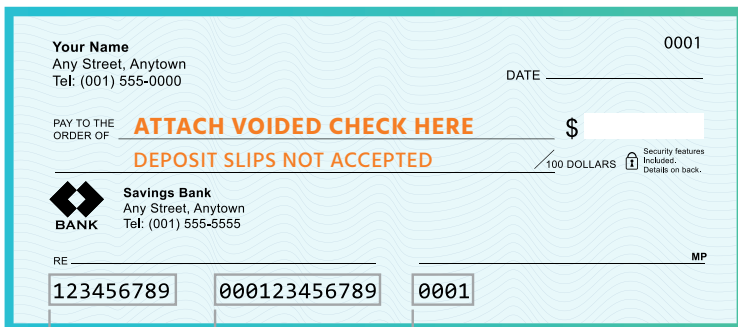 Your Name
0001
Any Street, Anytown
Tel: (001) 555-0000
DATE
PAY TO THE
ORDER OF
ATTACH VOIDED CHECK HERE
$
DEPOSIT SLIPS NOT ACCEPTED
/100 DOLLARS
Security features
Included.
Details on back.
BANK
Savings Bank
Any Street, Anytown
Tel: (001) 555-5555
RE
MP
123456789 000123456789 0001